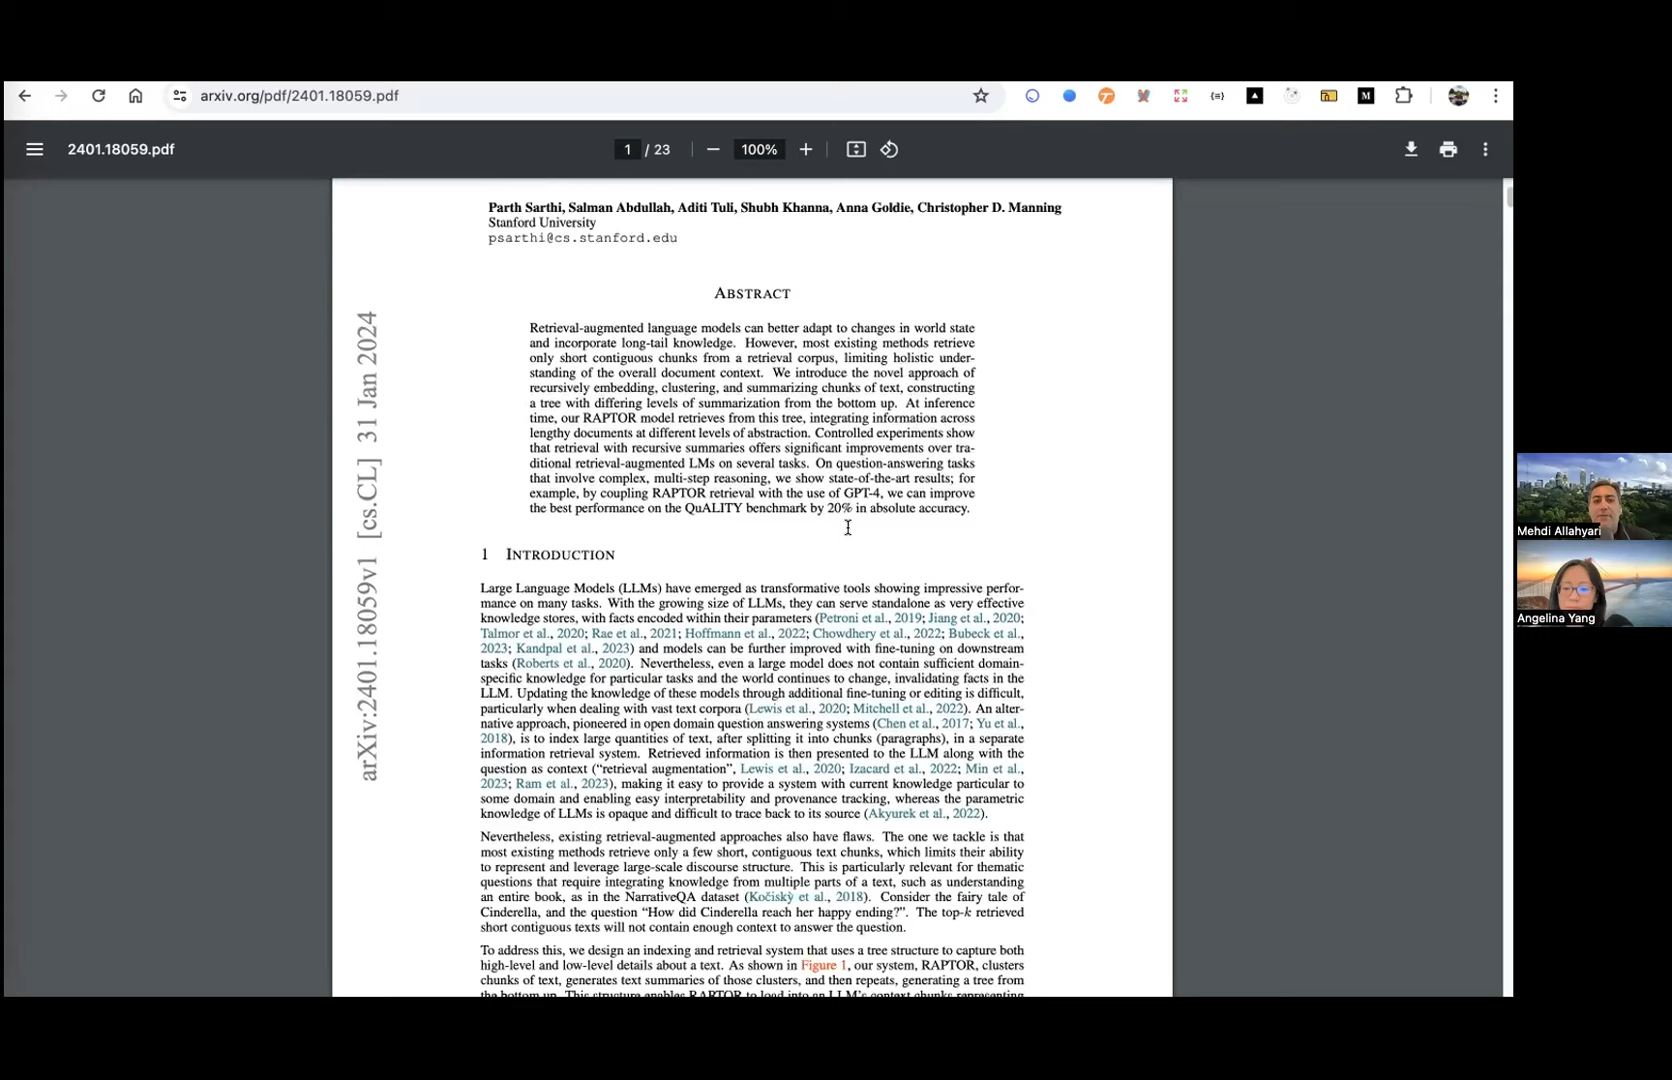 arxiv.org/pdf/2401.18059.pdf
2401.18059.pdf
1 / 23
100%
Parth Sarthi, Salman Abdullah, Aditi Tuli, Shubh Khanna, Anna Goldie, Christopher D. Manning
Stanford University
psarthi@cs.stanford.edu
ABSTRACT
Retrieval-augmented language models can better adapt to changes in world state
and incorporate long-tail knowledge. However, most existing methods retrieve
only short contiguous chunks from a retrieval corpus, limiting holistic under-
standing of the overall document context. We introduce the novel approach of
recursively embedding, clustering, and summarizing chunks of text, constructing
a tree with differing levels of summarization from the bottom up. At inference
time, our RAPTOR model retrieves from this tree, integrating information across
lengthy documents at different levels of abstraction. Controlled experiments show
that retrieval with recursive summaries offers significant improvements over tra-
ditional retrieval-augmented LMs on several tasks. On question-answering tasks
that involve complex, multi-step reasoning, we show state-of-the-art results; for
example, by coupling RAPTOR retrieval with the use of GPT-4, we can improve
the best performance on the QuALITY benchmark by 20% in absolute accuracy.
arXiv:2401.18059v1 [cs.CL] 31 Jan 2024
1 INTRODUCTION
Large Language Models (LLMs) have emerged as transformative tools showing impressive perfor-
mance on many tasks. With the growing size of LLMs, they can serve standalone as very effective
knowledge stores, with facts encoded within their parameters (Petroni et al., 2019; Jiang et al., 2020;
Talmor et al., 2020; Rae et al., 2021; Hoffmann et al., 2022; Chowdhery et al., 2022; Bubeck et al.,
2023; Kandpal et al., 2023) and models can be further improved with fine-tuning on downstream
tasks (Roberts et al., 2020). Nevertheless, even a large model does not contain sufficient domain-
specific knowledge for particular tasks and the world continues to change, invalidating facts in the
LLM. Updating the knowledge of these models through additional fine-tuning or editing is difficult,
particularly when dealing with vast text corpora (Lewis et al., 2020; Mitchell et al., 2022). An alter-
native approach, pioneered in open domain question answering systems (Chen et al., 2017; Yu et al.,
2018), is to index large quantities of text, after splitting it into chunks (paragraphs), in a separate
information retrieval system. Retrieved information is then presented to the LLM along with the
question as context (“retrieval augmentation”, Lewis et al., 2020; Izacard et al., 2022; Min et al.,
2023; Ram et al., 2023), making it easy to provide a system with current knowledge particular to
some domain and enabling easy interpretability and provenance tracking, whereas the parametric
knowledge of LLMs is opaque and difficult to trace back to its source (Akyurek et al., 2022).
Nevertheless, existing retrieval-augmented approaches also have flaws. The one we tackle is that
most existing methods retrieve only a few short, contiguous text chunks, which limits their ability
to represent and leverage large-scale discourse structure. This is particularly relevant for thematic
questions that require integrating knowledge from multiple parts of a text, such as understanding
an entire book, as in the NarrativeQA dataset (Kočiskỳ et al., 2018). Consider the fairy tale of
Cinderella, and the question “How did Cinderella reach her happy ending?”. The top-k retrieved
short contiguous texts will not contain enough context to answer the question.
To address this, we design an indexing and retrieval system that uses a tree structure to capture both
high-level and low-level details about a text. As shown in Figure 1, our system, RAPTOR, clusters
chunks of text, generates text summaries of those clusters, and then repeats, generating a tree from
the bottom up. This structure enables RAPTOR to load into an LLM’s context chunks representing
Mehdi Allahyari
Angelina Yang